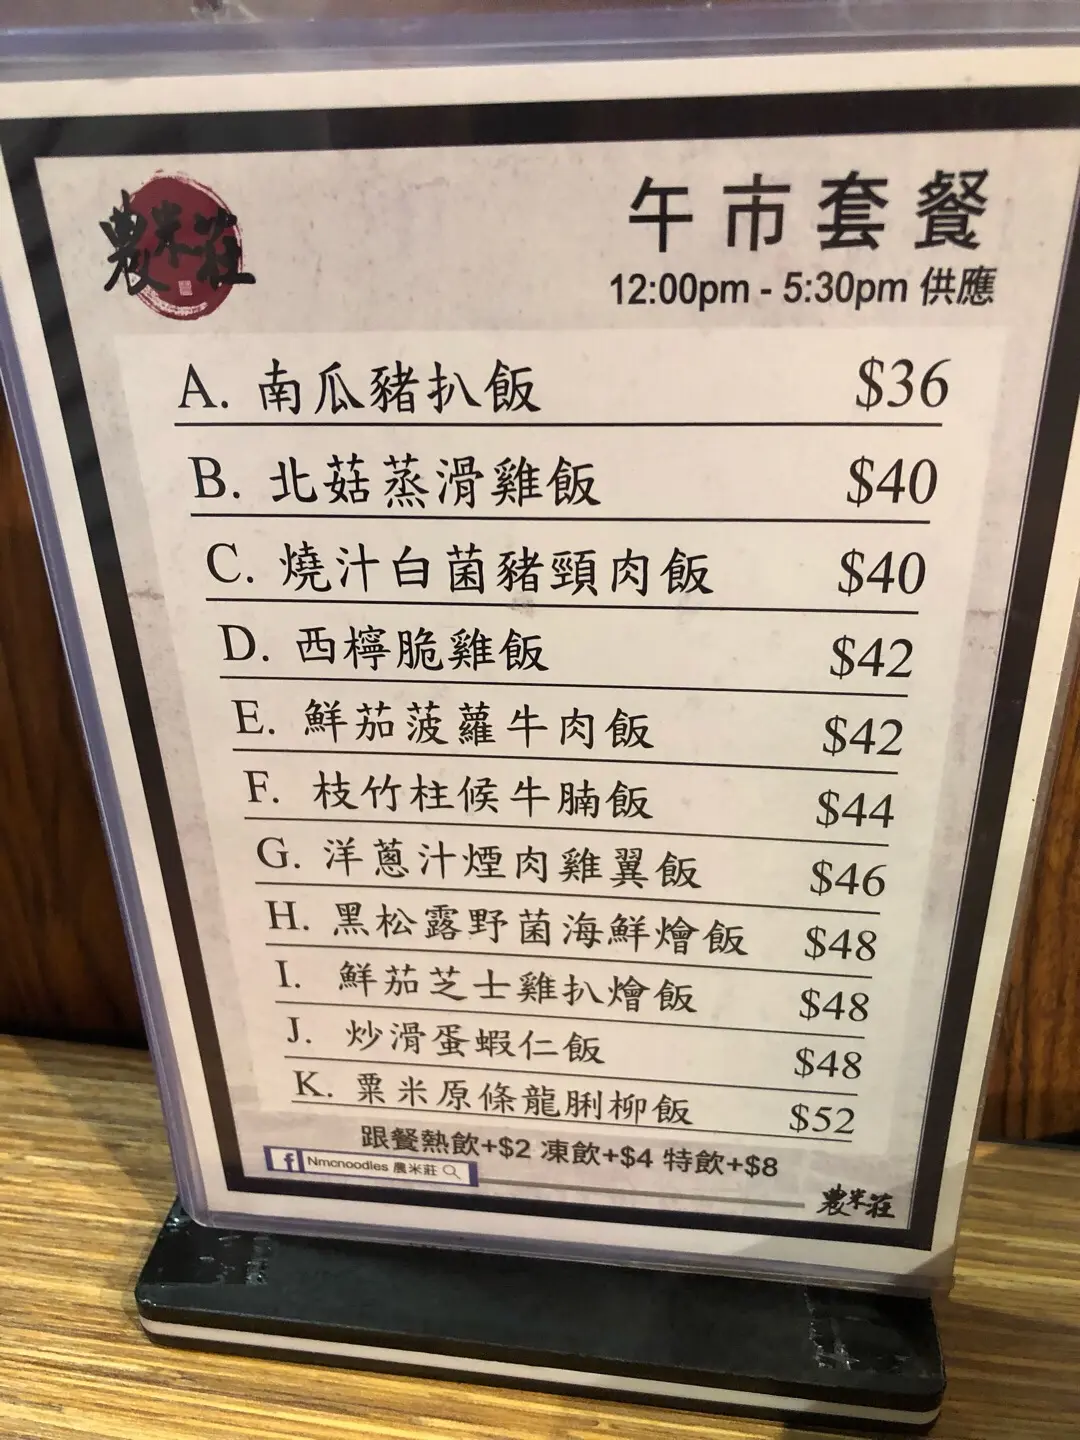 農米莊
午市套餐
12:00pm - 5:30pm 供應
A. 南瓜豬扒飯 $36
B. 北菇蒸滑雞飯 $40
C. 燒汁白菌豬頸肉飯 $40
D. 西檸脆雞飯 $42
E. 鮮茄菠蘿牛肉飯 $42
F. 枝竹柱候牛腩飯 $44
G. 洋蔥汁煙肉雞翼飯 $46
H. 黑松露野菌海鮮燴飯 $48
I. 鮮茄芝士雞扒燴飯 $48
J. 炒滑蛋蝦仁飯 $48
K. 粟米原條龍脷柳飯 $52
跟餐熱飲+$2 凍飲+$4 特飲+$8
f Nmcnoodles 農米莊
農米莊